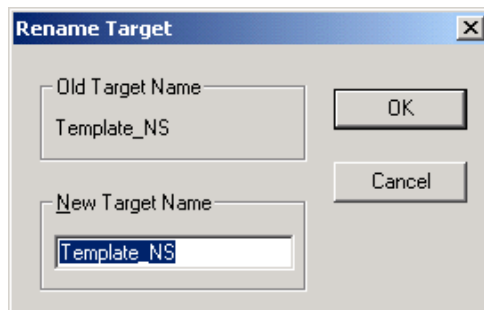 Rename Target
Old Target Name
Template_NS
OK
Cancel
New Target Name
Template_NS